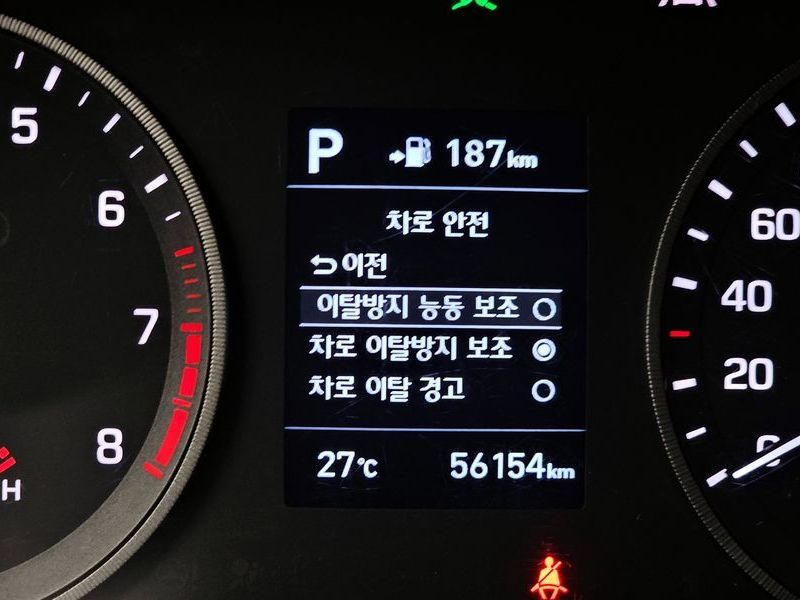 P 187km
차로 안전
이전
이탈방지 능동 보조
차로 이탈방지 보조
차로 이탈 경고
27°C 56154km
5
6
7
8
H
60
40
20
0